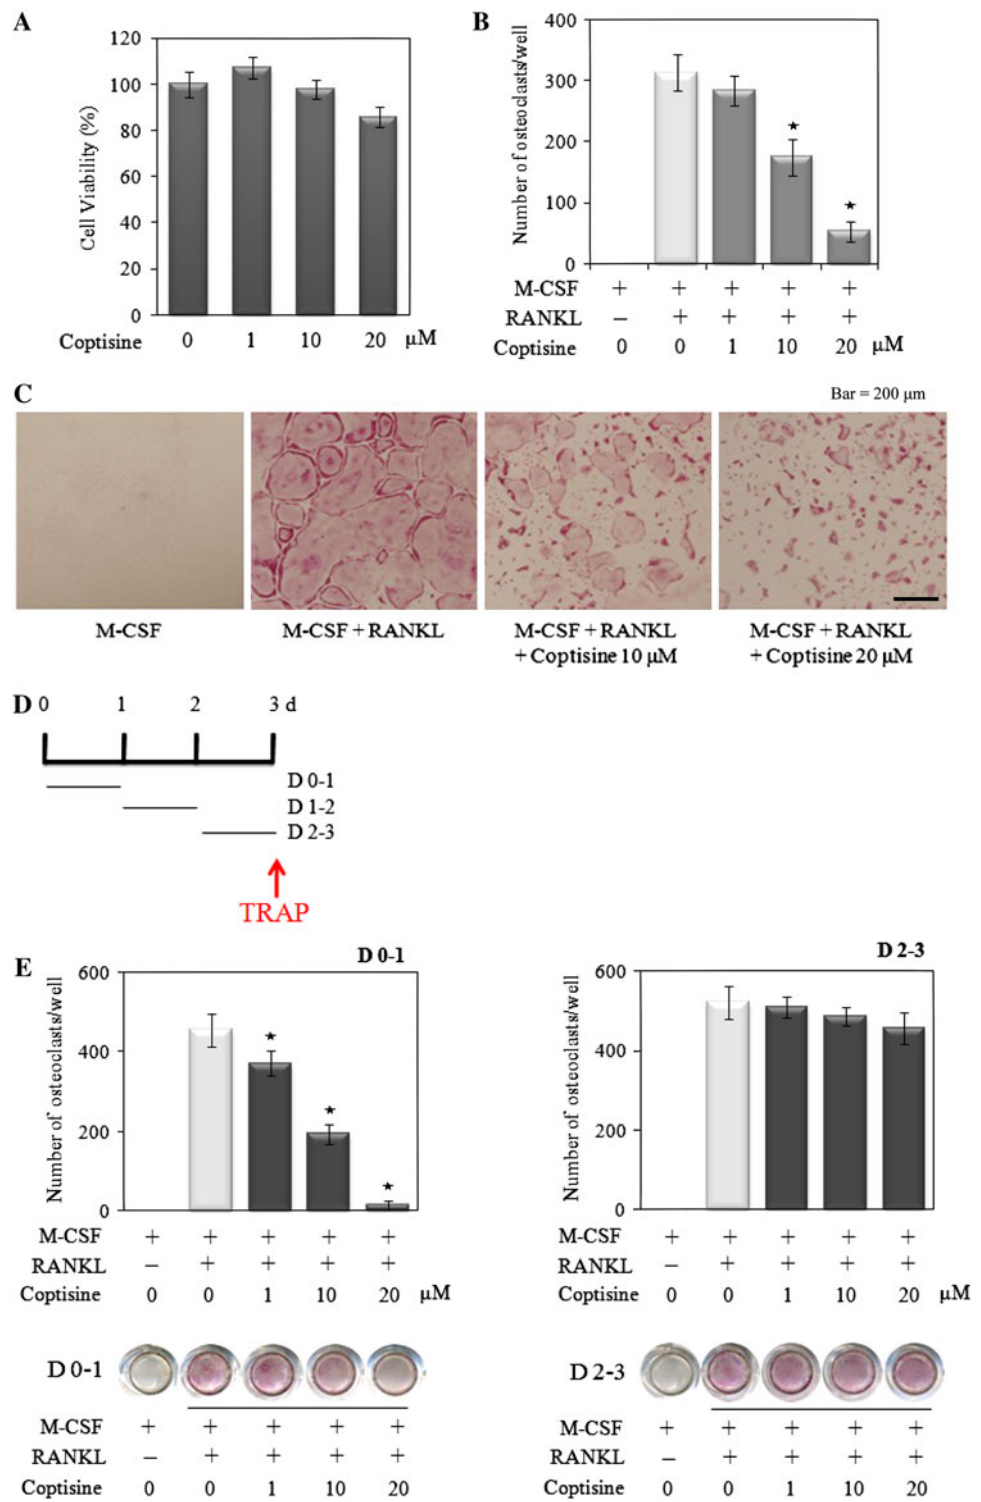 A
120
100
80
60
40
20
0
Cell Viability (%)
Coptisine 0 1 10 20 μM
B
400
300
200
100
0
Number of osteoclasts/well
★ ★
M-CSF + + + + +
RANKL − + + + +
Coptisine 0 0 1 10 20 μM
C
Bar = 200 μm
M-CSF
M-CSF + RANKL
M-CSF + RANKL
+ Coptisine 10 μM
M-CSF + RANKL
+ Coptisine 20 μM
D 0 1 2 3 d
D 0-1
D 1-2
D 2-3
TRAP
E
D 0-1
600
400
200
0
Number of osteoclasts/well
★ ★ ★
M-CSF + + + + +
RANKL − + + + +
Coptisine 0 0 1 10 20 μM
D 2-3
600
400
200
0
Number of osteoclasts/well
M-CSF + + + + +
RANKL − + + + +
Coptisine 0 0 1 10 20 μM
D 0-1
M-CSF + + + + +
RANKL − + + + +
Coptisine 0 0 1 10 20
D 2-3
M-CSF + + + + +
RANKL − + + + +
Coptisine 0 0 1 10 20